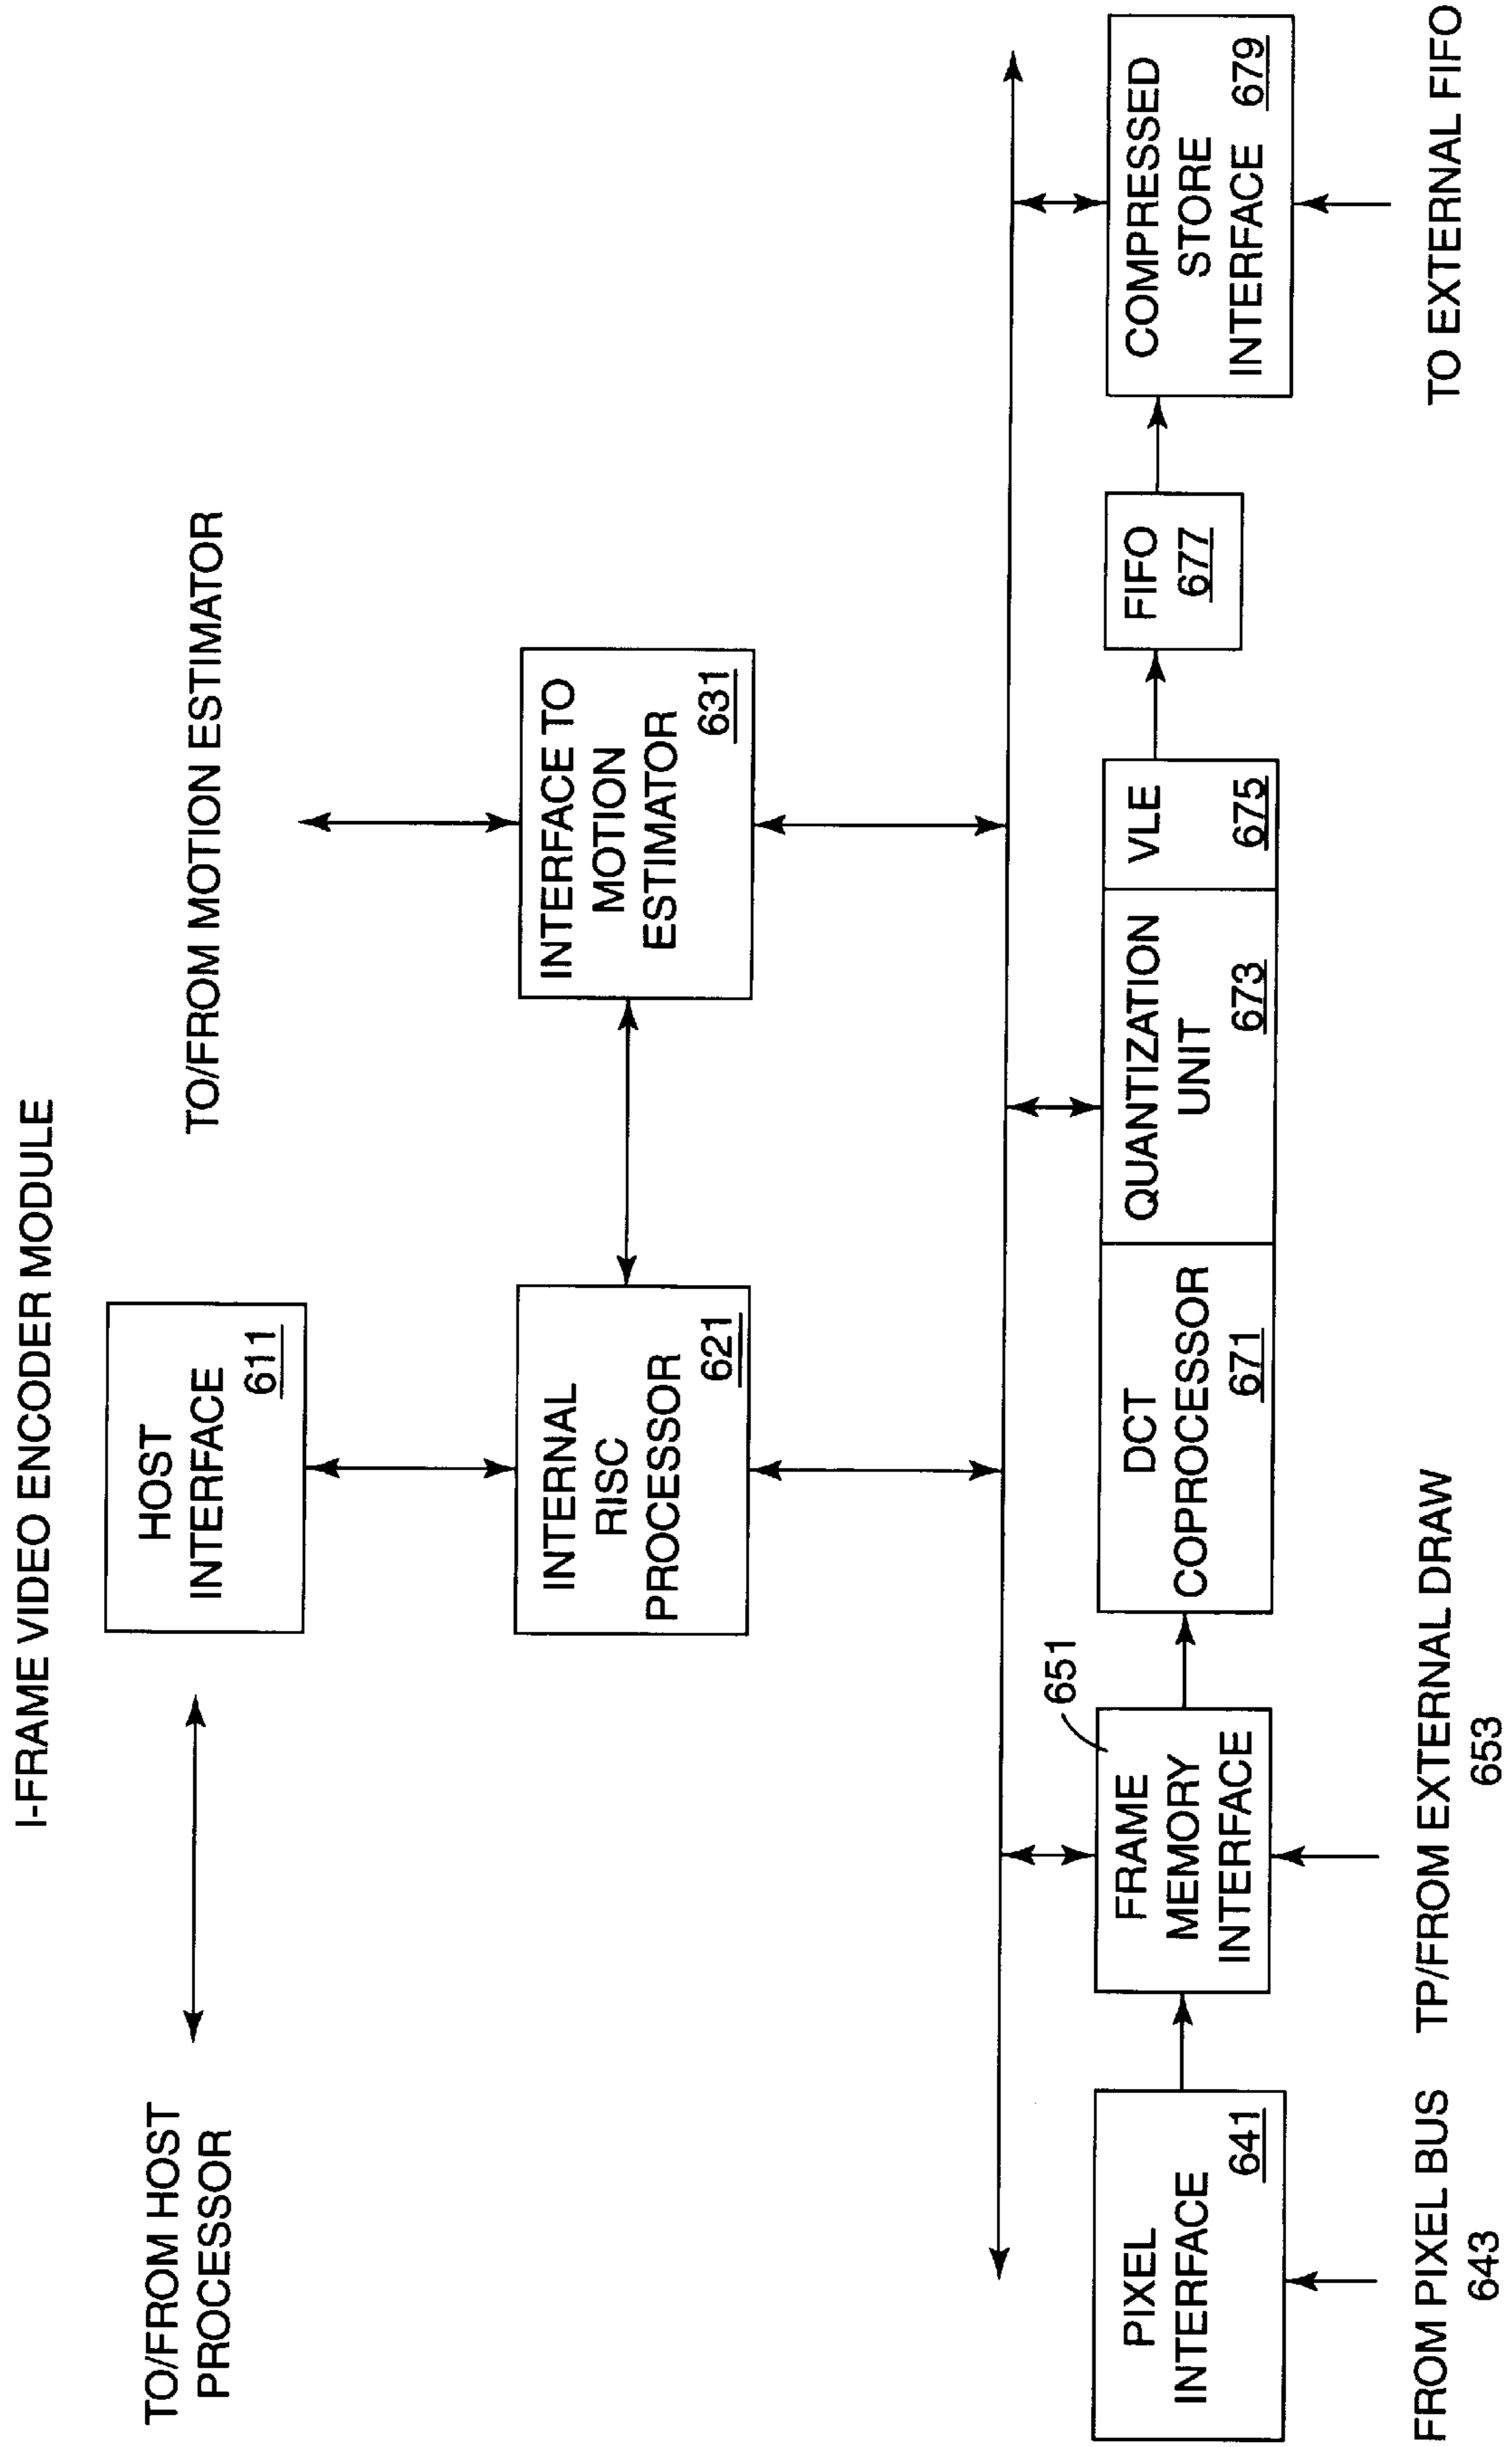 I-FRAME VIDEO ENCODER MODULE
TO/FROM HOST
PROCESSOR
HOST
INTERFACE
611
TO/FROM MOTION ESTIMATOR
INTERNAL
RISC
PROCESSOR
621
INTERFACE TO
MOTION
ESTIMATOR
631
PIXEL
INTERFACE
641
651
FRAME
MEMORY
INTERFACE
DCT
COPROCESSOR
671
QUANTIZATION
UNIT
673
VLE
675
FIFO
677
COMPRESSED
STORE
INTERFACE 679
FROM PIXEL BUS
643
TP/FROM EXTERNAL DRAW
653
TO EXTERNAL FIFO